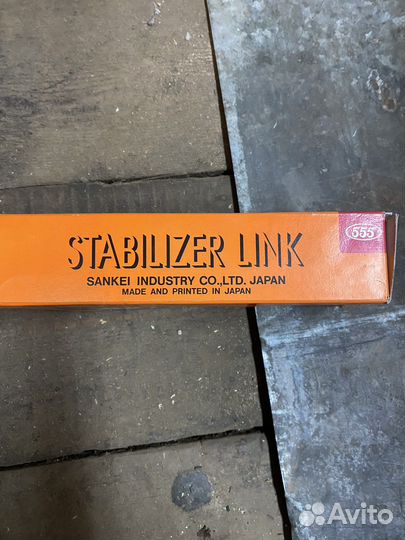 555
STABILIZER LINK
SANKEI INDUSTRY CO.,LTD. JAPAN
MADE AND PRINTED IN JAPAN
Avito